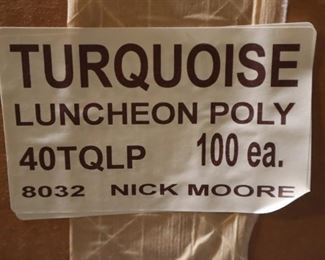 TURQUOISE
LUNCHEON POLY
40TQLP 100 ea.
8032 NICK MOORE